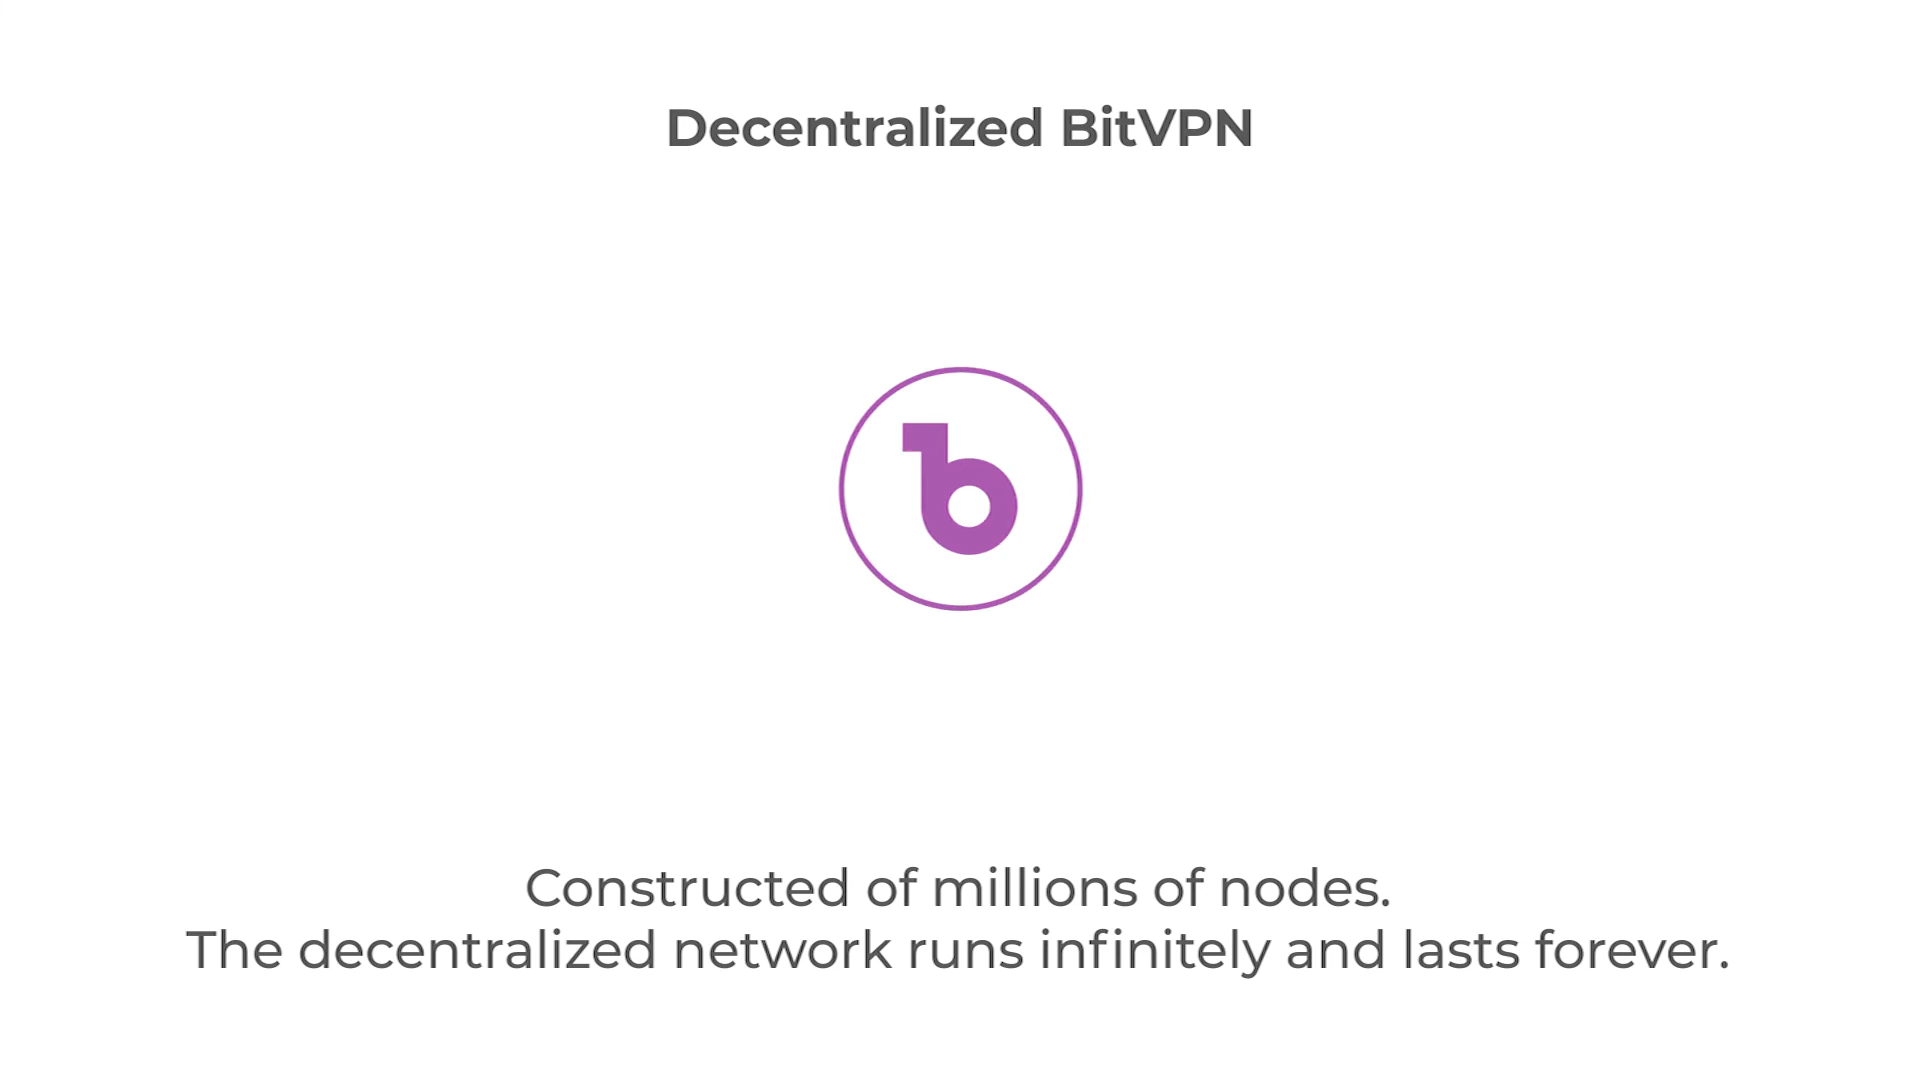 Decentralized BitVPN
b
Constructed of millions of nodes.
The decentralized network runs infinitely and lasts forever.